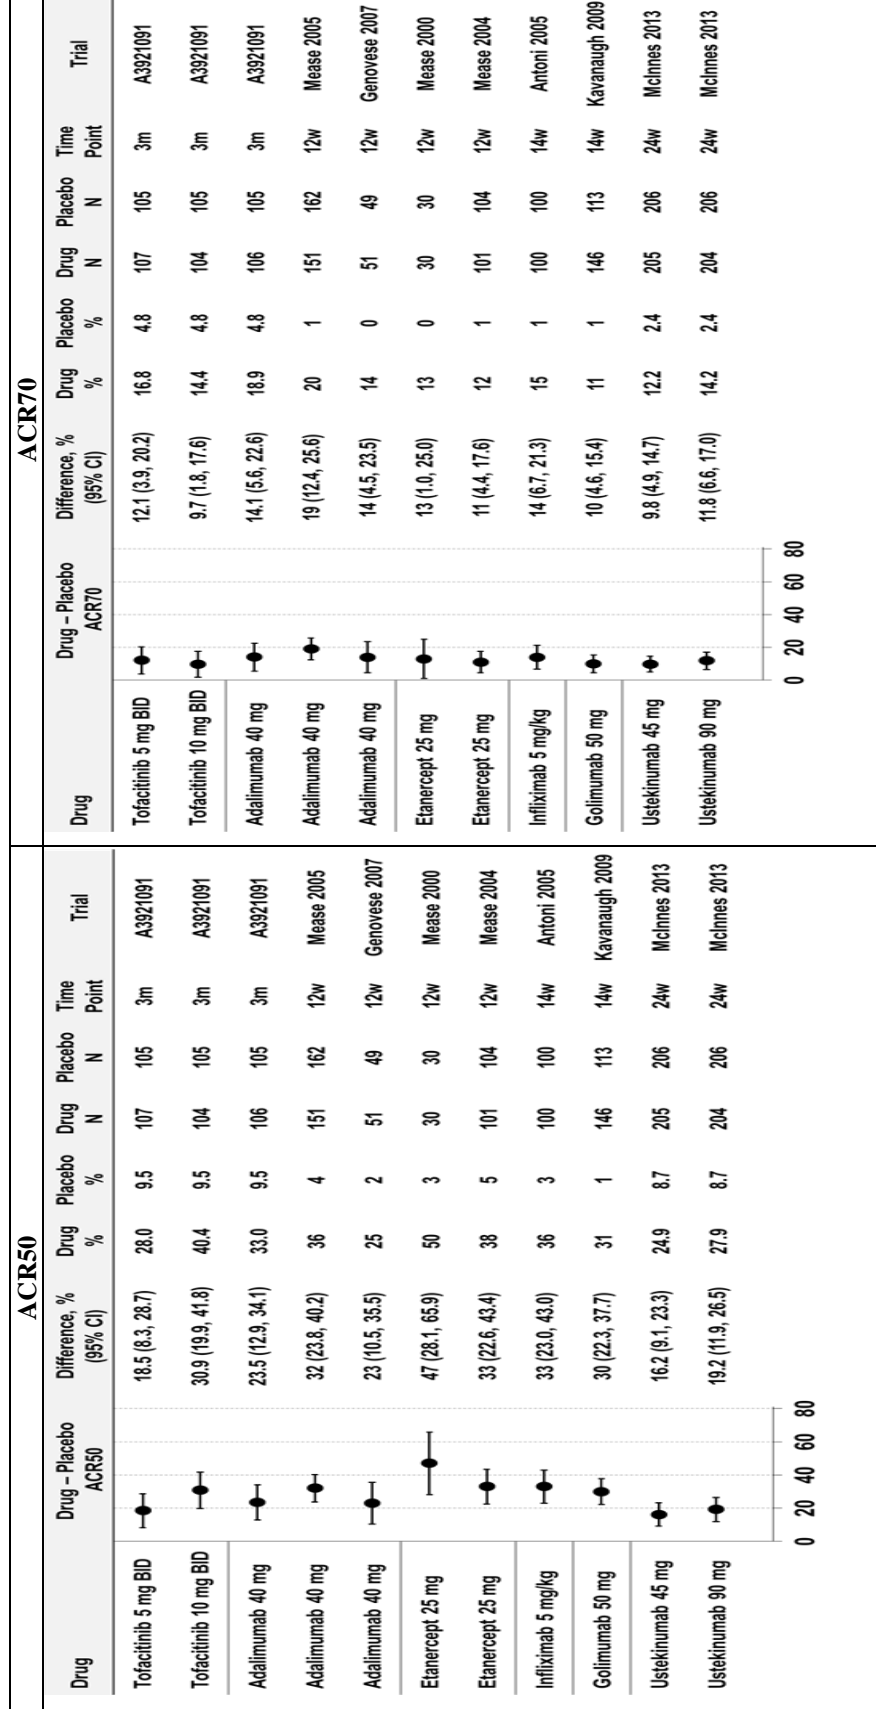 ACR50
Drug Drug – Placebo ACR50 Difference, % (95% CI) Drug % Placebo % Drug N Placebo N Time Point Trial
Tofacitinib 5 mg BID 18.5 (8.3, 28.7) 28.0 9.5 107 105 3m A3921091
Tofacitinib 10 mg BID 30.9 (19.9, 41.8) 40.4 9.5 104 105 3m A3921091
Adalimumab 40 mg 23.5 (12.9, 34.1) 33.0 9.5 106 105 3m A3921091
Adalimumab 40 mg 32 (23.8, 40.2) 36 4 151 162 12w Mease 2005
Adalimumab 40 mg 23 (10.5, 35.5) 25 2 51 49 12w Genovese 2007
Etanercept 25 mg 47 (28.1, 65.9) 50 3 30 30 12w Mease 2000
Etanercept 25 mg 33 (22.6, 43.4) 38 5 101 104 12w Mease 2004
Infliximab 5 mg/kg 33 (23.0, 43.0) 36 3 100 100 14w Antoni 2005
Golimumab 50 mg 30 (22.3, 37.7) 31 1 146 113 14w Kavanaugh 2009
Ustekinumab 45 mg 16.2 (9.1, 23.3) 24.9 8.7 205 206 24w McInnes 2013
Ustekinumab 90 mg 19.2 (11.9, 26.5) 27.9 8.7 204 206 24w McInnes 2013
0 20 40 60 80
ACR70
Drug Drug – Placebo ACR70 Difference, % (95% CI) Drug % Placebo % Drug N Placebo N Time Point Trial
Tofacitinib 5 mg BID 12.1 (3.9, 20.2) 16.8 4.8 107 105 3m A3921091
Tofacitinib 10 mg BID 9.7 (1.8, 17.6) 14.4 4.8 104 105 3m A3921091
Adalimumab 40 mg 14.1 (5.6, 22.6) 18.9 4.8 106 105 3m A3921091
Adalimumab 40 mg 19 (12.4, 25.6) 20 1 151 162 12w Mease 2005
Adalimumab 40 mg 14 (4.5, 23.5) 14 0 51 49 12w Genovese 2007
Etanercept 25 mg 13 (1.0, 25.0) 13 0 30 30 12w Mease 2000
Etanercept 25 mg 11 (4.4, 17.6) 12 1 101 104 12w Mease 2004
Infliximab 5 mg/kg 14 (6.7, 21.3) 15 1 100 100 14w Antoni 2005
Golimumab 50 mg 10 (4.6, 15.4) 11 1 146 113 14w Kavanaugh 2009
Ustekinumab 45 mg 9.8 (4.9, 14.7) 12.2 2.4 205 206 24w McInnes 2013
Ustekinumab 90 mg 11.8 (6.6, 17.0) 14.2 2.4 204 206 24w McInnes 2013
0 20 40 60 80